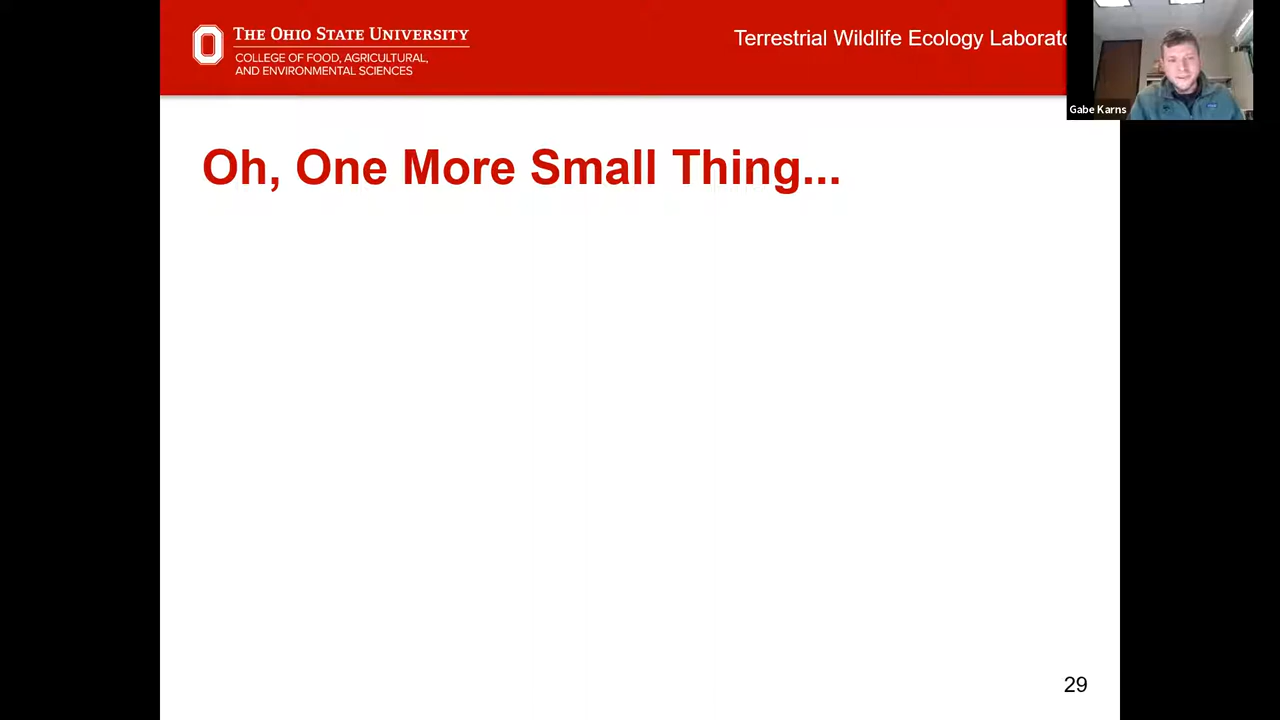 THE OHIO STATE UNIVERSITY
COLLEGE OF FOOD, AGRICULTURAL,
AND ENVIRONMENTAL SCIENCES
Terrestrial Wildlife Ecology Laborato
Gabe Karns
Oh, One More Small Thing...
29